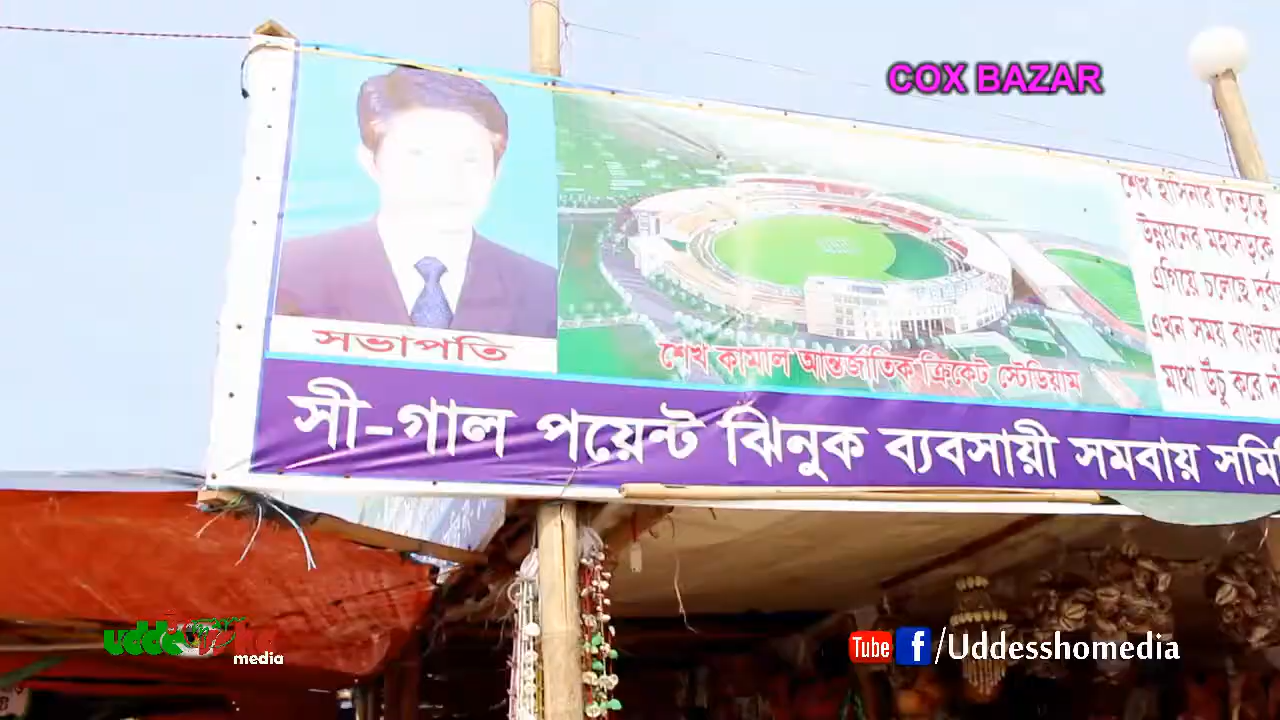 COX BAZAR
শেখ হাসিনার নেতৃত্বে
উন্নয়নের মহাসড়কে
এগিয়ে চলেছে
এখন সময়
মাথা উঁচু করে
সভাপতি
শেখ কামাল আন্তর্জাতিক ক্রিকেট স্টেডিয়াম
সী-গাল পয়েন্ট ঝিনুক ব্যবসায়ী সমবায়
media
Tube f /Uddesshomedia